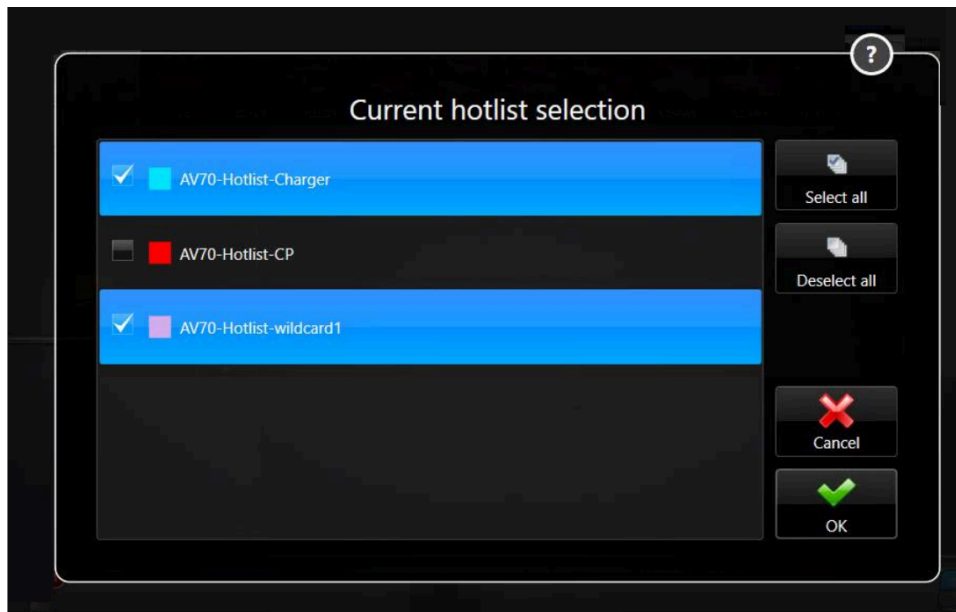 ?
Current hotlist selection
AV70-Hotlist-Charger
AV70-Hotlist-CP
AV70-Hotlist-wildcard1
Select all
Deselect all
Cancel
OK